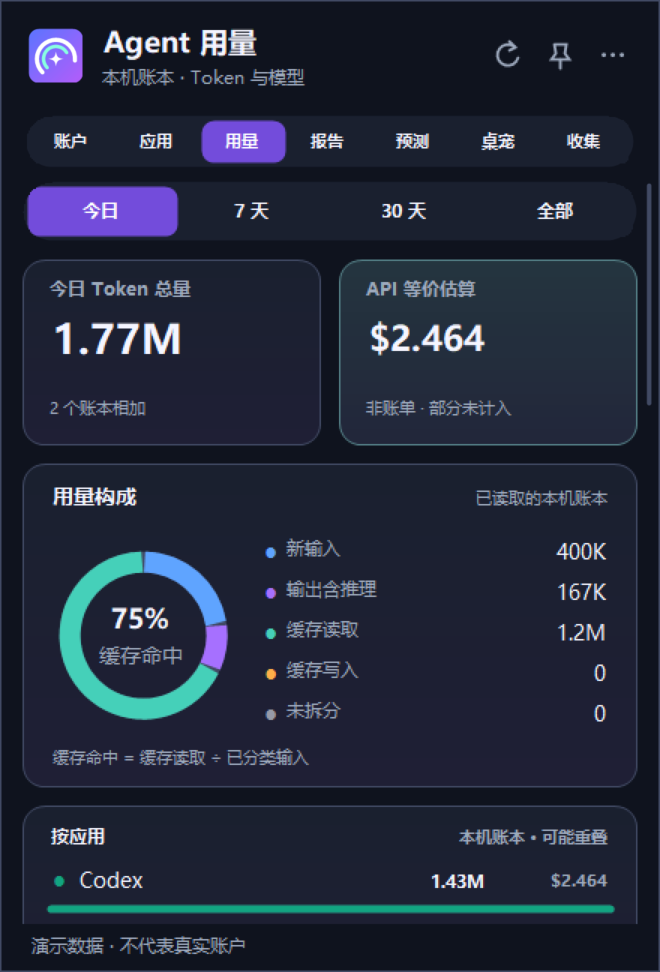 Agent 用量
本机账本 · Token 与模型
账户 应用 用量 报告 预测 桌宠 收集
今日 7 天 30 天 全部
今日 Token 总量
1.77M
2 个账本相加
API 等价估算
$2.464
非账单 · 部分未计入
用量构成 已读取的本机账本
75%
缓存命中
新输入 400K
输出含推理 167K
缓存读取 1.2M
缓存写入 0
未拆分 0
缓存命中 = 缓存读取 ÷ 已分类输入
按应用 本机账本 • 可能重叠
Codex 1.43M $2.464
演示数据 · 不代表真实账户